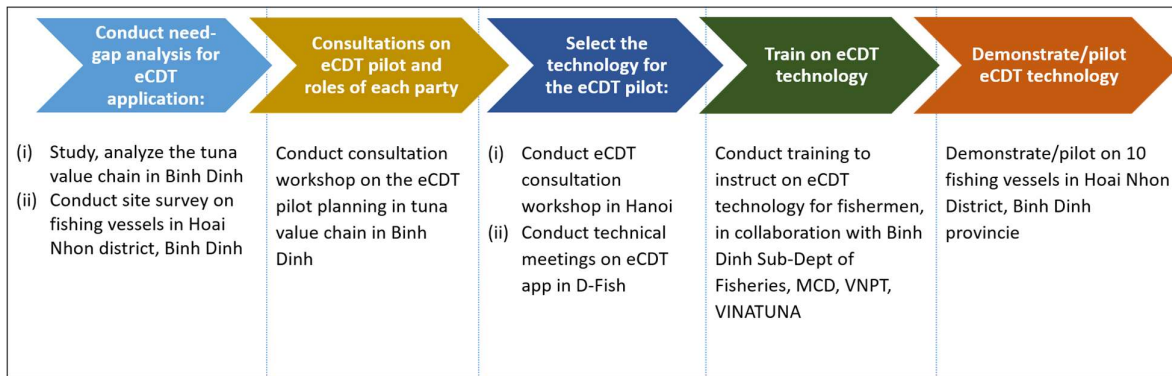 Conduct need-
gap analysis for
eCDT
application:
Consultations on
eCDT pilot and
roles of each party
Select the
technology for
the eCDT pilot:
Train on eCDT
technology
Demonstrate/pilot
eCDT technology
(i) Study, analyze the tuna
value chain in Binh Dinh
(ii) Conduct site survey on
fishing vessels in Hoai
Nhon district, Binh Dinh
Conduct consultation
workshop on the eCDT
pilot planning in tuna
value chain in Binh
Dinh
(i) Conduct eCDT
consultation
workshop in Hanoi
(ii) Conduct technical
meetings on eCDT
app in D-Fish
Conduct training to
instruct on eCDT
technology for fishermen,
in collaboration with Binh
Dinh Sub-Dept of
Fisheries, MCD, VNPT,
VINATUNA
Demonstrate/pilot on 10
fishing vessels in Hoai Nhon
District, Binh Dinh
provincie